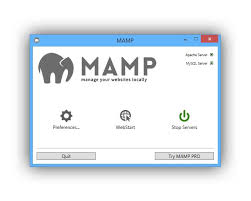 MAMP
Apache Server
MySQL Server
MAMP
manage your websites locally
Preferences...
WebStart
Stop Servers
Quit
Try MAMP PRO